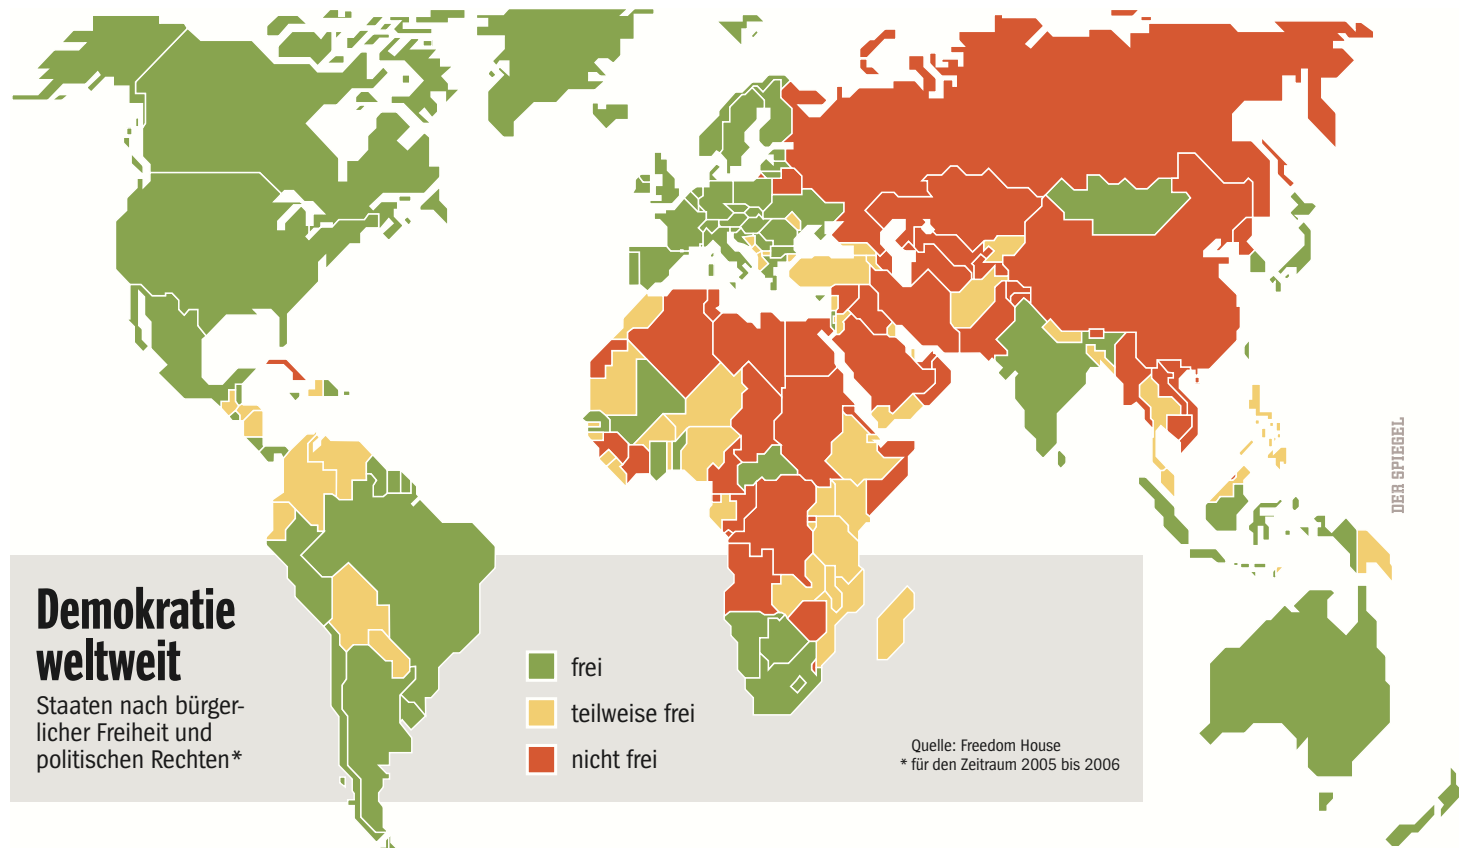 Demokratie
weltweit
Staaten nach bürger-
licher Freiheit und
politischen Rechten*
frei
teilweise frei
nicht frei
Quelle: Freedom House
* für den Zeitraum 2005 bis 2006
DER SPIEGEL